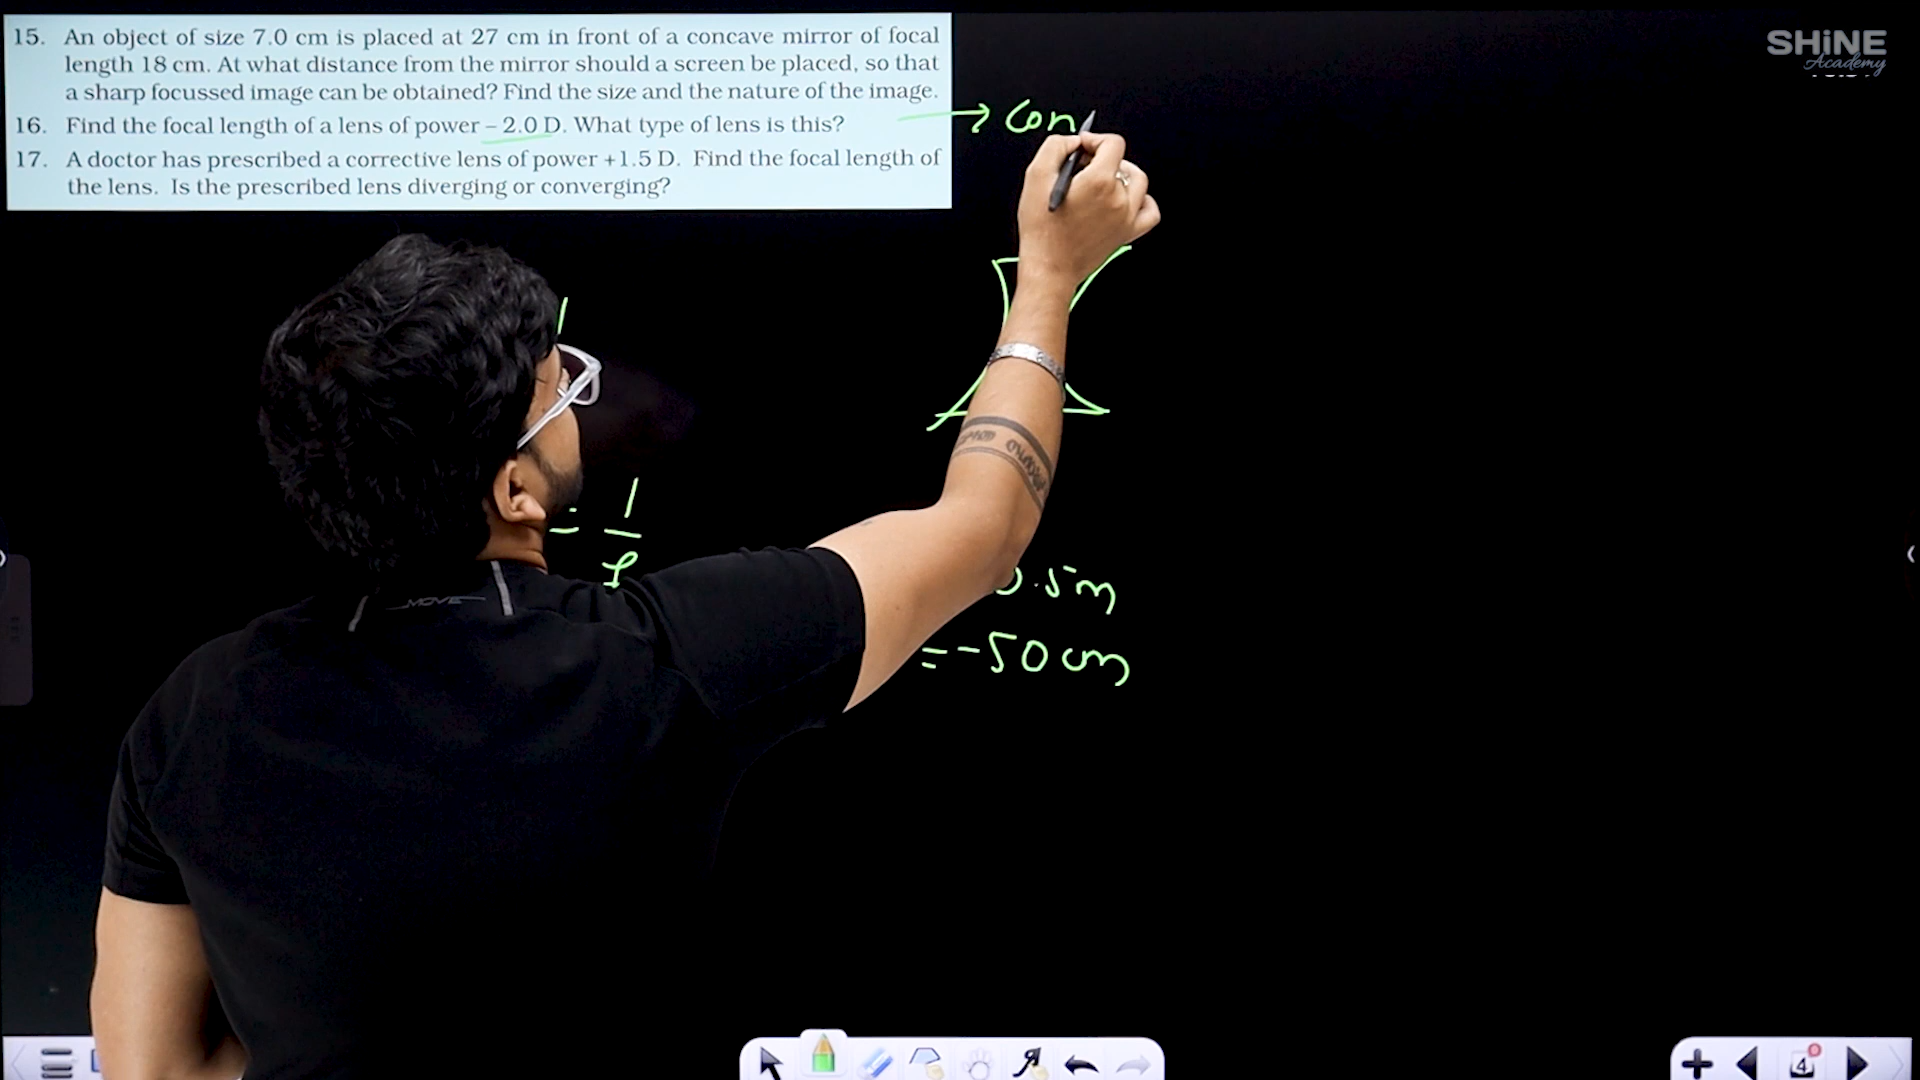 SHiNE
Academy
15. An object of size 7.0 cm is placed at 27 cm in front of a concave mirror of focal
length 18 cm. At what distance from the mirror should a screen be placed, so that
a sharp focussed image can be obtained? Find the size and the nature of the image.
16. Find the focal length of a lens of power – 2.0 D. What type of lens is this?
→ Con
17. A doctor has prescribed a corrective lens of power +1.5 D. Find the focal length of
the lens. Is the prescribed lens diverging or converging?
1
= 1
f
.5m
= -50 cm
MOVE
4